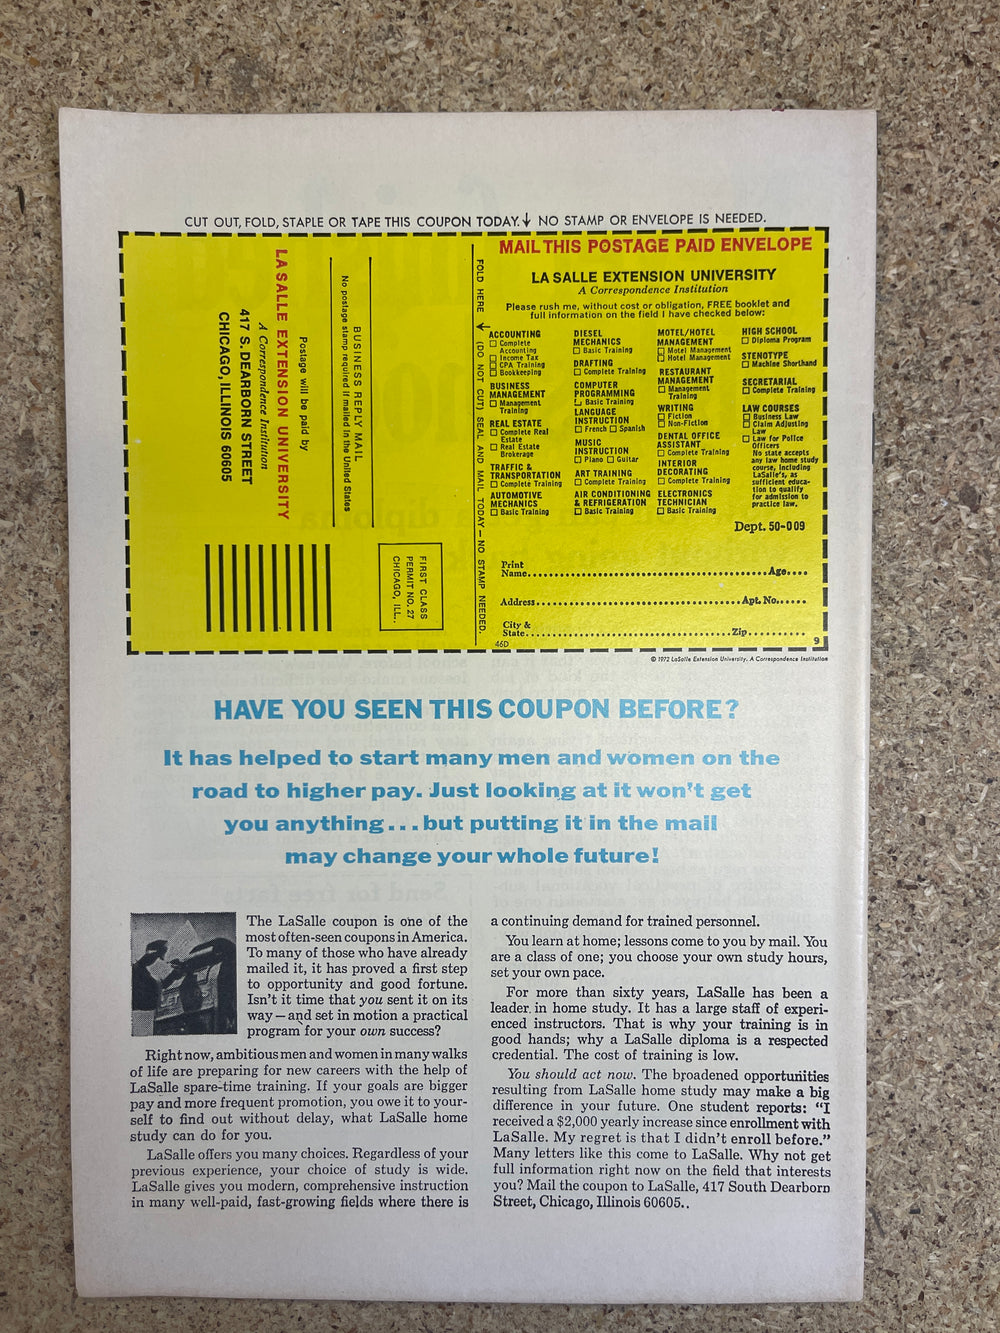 CUT OUT, FOLD, STAPLE OR TAPE THIS COUPON TODAY.↓ NO STAMP OR ENVELOPE IS NEEDED.
Postage will be paid by
LA SALLE EXTENSION UNIVERSITY
A Correspondence Institution
417 S. DEARBORN STREET
CHICAGO, ILLINOIS 60605
BUSINESS REPLY MAIL
No postage stamp required if mailed in the United States
FIRST CLASS
PERMIT NO. 27
CHICAGO, ILL.
FOLD HERE ↓ (DO NOT CUT) SEAL AND MAIL TODAY—NO STAMP NEEDED.
MAIL THIS POSTAGE PAID ENVELOPE
LA SALLE EXTENSION UNIVERSITY
A Correspondence Institution
Please rush me, without cost or obligation, FREE booklet and
full information on the field I have checked below:
ACCOUNTING
☐ Complete
Accounting
☐ Income Tax
☐ CPA Training
☐ Bookkeeping
BUSINESS
MANAGEMENT
☐ Management
Training
REAL ESTATE
☐ Complete Real
Estate
☐ Real Estate
Brokerage
TRAFFIC &
TRANSPORTATION
☐ Complete Training
AUTOMOTIVE
MECHANICS
☐ Basic Training
DIESEL
MECHANICS
☐ Basic Training
DRAFTING
☐ Complete Training
COMPUTER
PROGRAMMING
☐ Basic Training
LANGUAGE
INSTRUCTION
☐ French ☐ Spanish
MUSIC
INSTRUCTION
☐ Piano ☐ Guitar
ART TRAINING
☐ Complete Training
AIR CONDITIONING
& REFRIGERATION
☐ Basic Training
MOTEL/HOTEL
MANAGEMENT
☐ Motel Management
☐ Hotel Management
RESTAURANT
MANAGEMENT
☐ Management
Training
WRITING
☐ Fiction
☐ Non-Fiction
DENTAL OFFICE
ASSISTANT
☐ Complete Training
INTERIOR
DECORATING
☐ Complete Training
ELECTRONICS
TECHNICIAN
☐ Basic Training
HIGH SCHOOL
☐ Diploma Program
STENOTYPE
☐ Machine Shorthand
SECRETARIAL
☐ Complete Training
LAW COURSES
☐ Business Law
☐ Claim Adjusting
Law
☐ Law for Police
Officers
No state accepts
any law home study
course, including
LaSalle's, as
sufficient educa-
tion to qualify
for admission to
practice law.
Dept. 50-009
Print
Name..........Age....
Address..........Apt. No......
City &
State..........Zip..........
46D 9
© 1972 LaSalle Extension University. A Correspondence Institution
HAVE YOU SEEN THIS COUPON BEFORE?
It has helped to start many men and women on the
road to higher pay. Just looking at it won't get
you anything...but putting it in the mail
may change your whole future!
The LaSalle coupon is one of the
most often-seen coupons in America.
To many of those who have already
mailed it, it has proved a first step
to opportunity and good fortune.
Isn't it time that you sent it on its
way—and set in motion a practical
program for your own success?
Right now, ambitious men and women in many walks
of life are preparing for new careers with the help of
LaSalle spare-time training. If your goals are bigger
pay and more frequent promotion, you owe it to your-
self to find out without delay, what LaSalle home
study can do for you.
LaSalle offers you many choices. Regardless of your
previous experience, your choice of study is wide.
LaSalle gives you modern, comprehensive instruction
in many well-paid, fast-growing fields where there is
a continuing demand for trained personnel.
You learn at home; lessons come to you by mail. You
are a class of one; you choose your own study hours,
set your own pace.
For more than sixty years, LaSalle has been a
leader in home study. It has a large staff of experi-
enced instructors. That is why your training is in
good hands; why a LaSalle diploma is a respected
credential. The cost of training is low.
You should act now. The broadened opportunities
resulting from LaSalle home study may make a big
difference in your future. One student reports: "I
received a $2,000 yearly increase since enrollment with
LaSalle. My regret is that I didn't enroll before."
Many letters like this come to LaSalle. Why not get
full information right now on the field that interests
you? Mail the coupon to LaSalle, 417 South Dearborn
Street, Chicago, Illinois 60605..